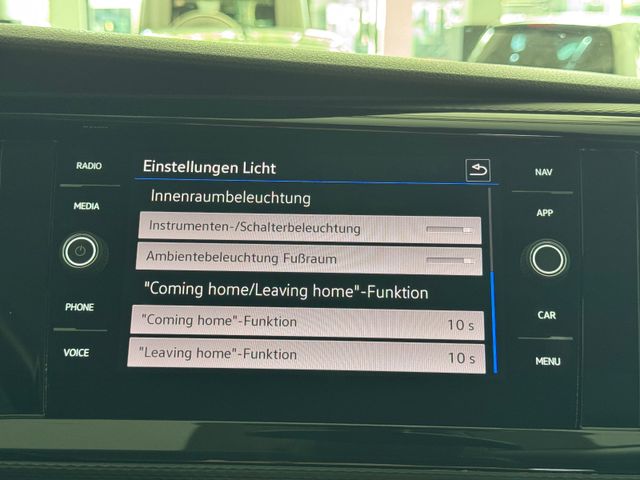 Einstellungen Licht
Innenraumbeleuchtung
Instrumenten-/Schalterbeleuchtung
Ambientebeleuchtung Fußraum
"Coming home/Leaving home"-Funktion
"Coming home"-Funktion 10 s
"Leaving home"-Funktion 10 s
RADIO
MEDIA
PHONE
VOICE
NAV
APP
CAR
MENU